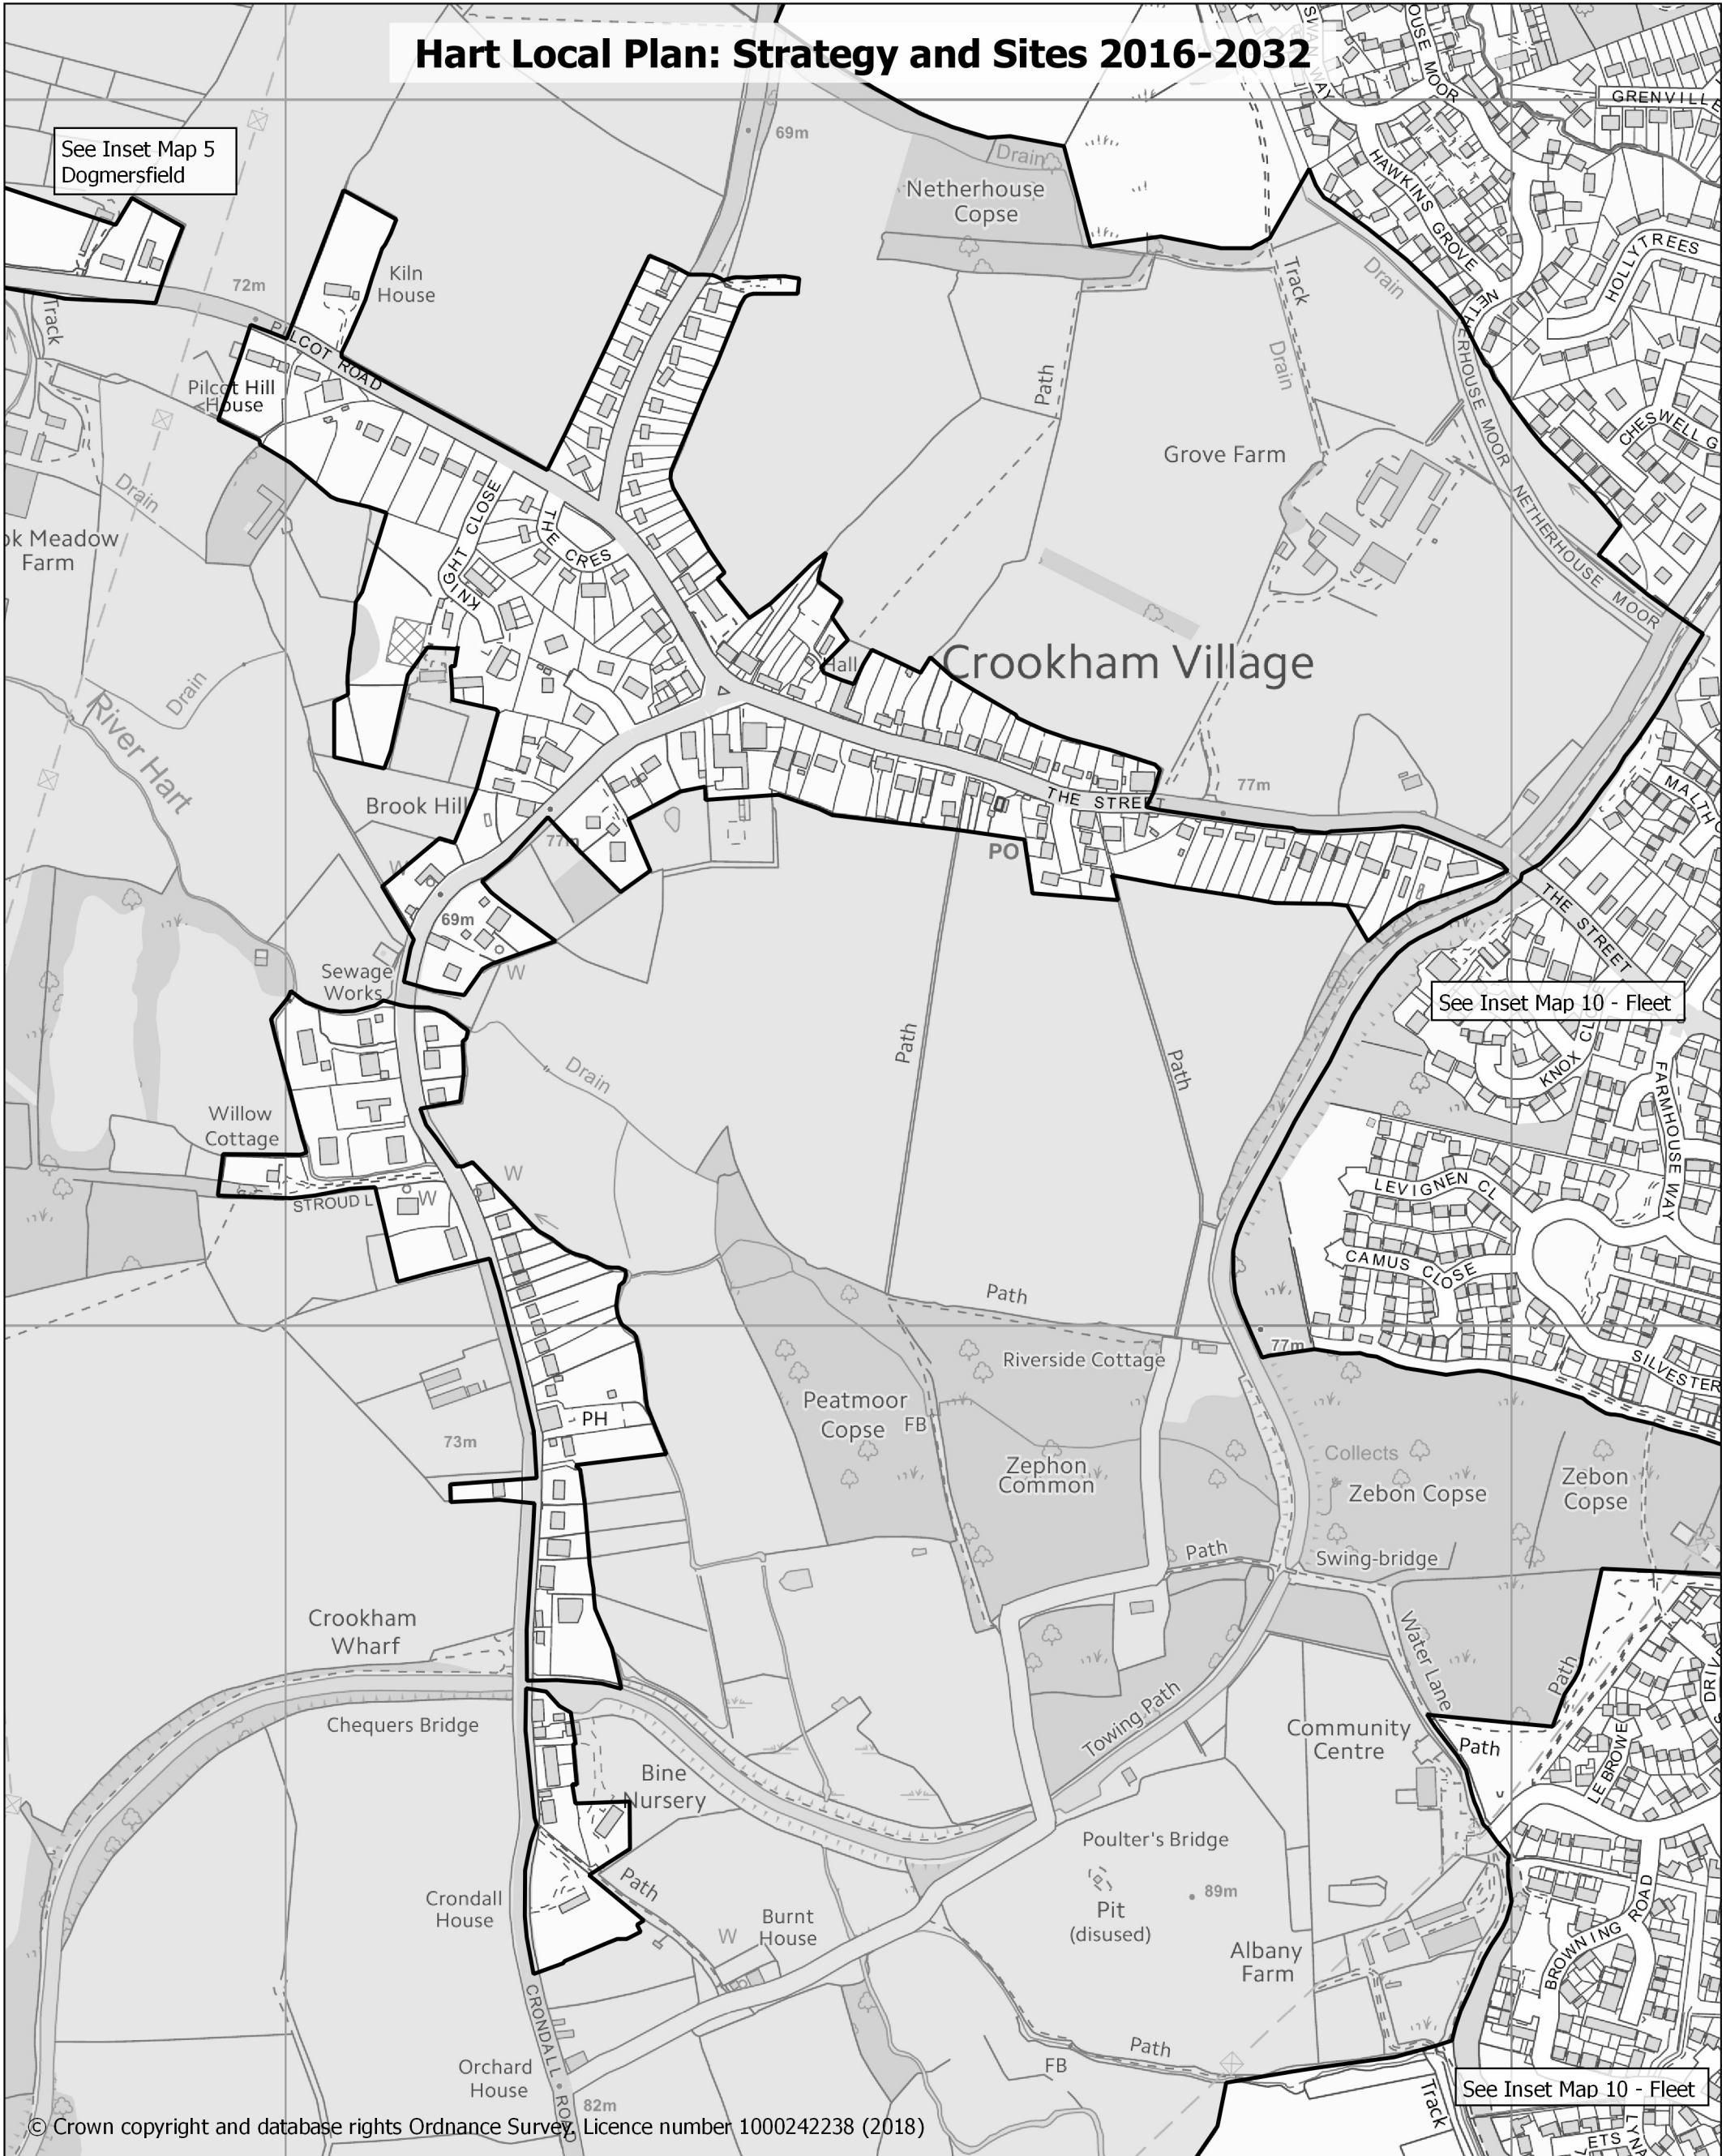 Hart Local Plan: Strategy and Sites 2016-2032
See Inset Map 5
Dogmersfield
69m
Drain
Netherhouse
Copse
HAWKINS GROVE
GRENVILLE
HOLLYTREES
Kiln
House
72m
Track
PILCOT ROAD
Pilcot Hill
House
Track
Drain
Drain
Path
NETHERHOUSE MOOR
Grove Farm
Drain
Meadow
Farm
KNIGHT CLOSE
THE CRES
NETHERHOUSE MOOR
Crookham Village
Hall
Drain
River Hart
Brook Hill
THE STREET
77m
PO
77m
W
69m
W
Sewage
Works
THE STREET
See Inset Map 10 - Fleet
KNOX
FARMHOUSE WAY
Path
Path
Drain
Willow
Cottage
W
W
STROUD L
LEVIGNEN CL
CAMUS CLOSE
Path
77m
Riverside Cottage
SILVESTER
Peatmoor
Copse
FB
PH
73m
Zephon
Common
Collects
Zebon Copse
Zebon
Copse
Path
Swing-bridge
Crookham
Wharf
Water Lane
Path
Chequers Bridge
Towing Path
Community
Centre
Path
LE BROWE
Bine
Nursery
Poulter's Bridge
Path
Crondall
House
Pit
(disused)
89m
W
Burnt
House
Albany
Farm
BROWNING ROAD
CRONDALL ROAD
Path
FB
Orchard
House
82m
Track
See Inset Map 10 - Fleet
© Crown copyright and database rights Ordnance Survey, Licence number 1000242238 (2018)